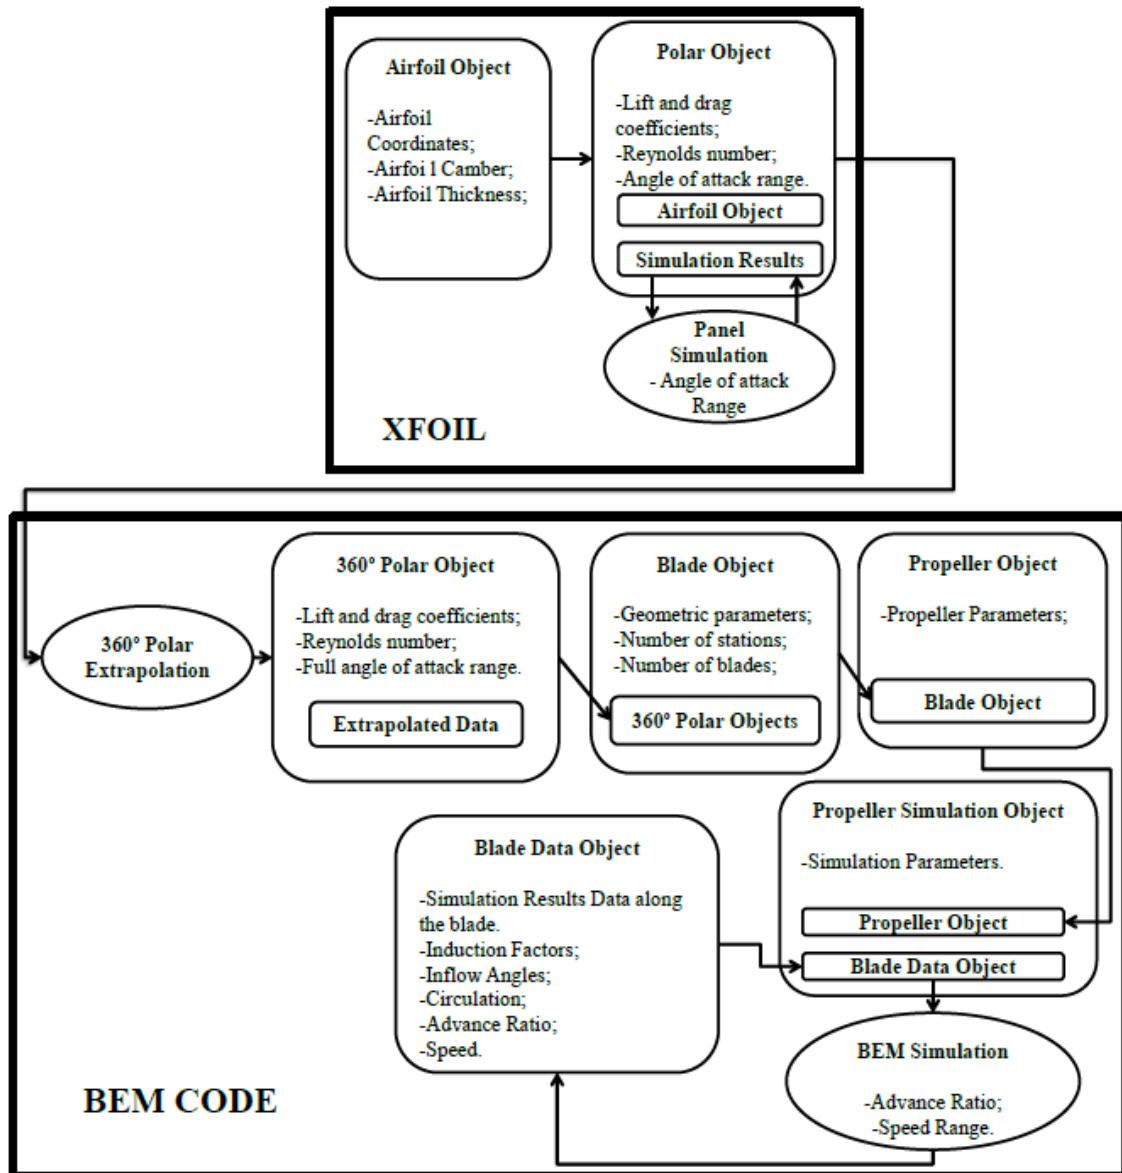 Airfoil Object
-Airfoil
Coordinates;
-Airfoi l Camber;
-Airfoil Thickness;
Polar Object
-Lift and drag
coefficients;
-Reynolds number;
-Angle of attack range.
Airfoil Object
Simulation Results
Panel
Simulation
- Angle of attack
Range
XFOIL
360º Polar
Extrapolation
360º Polar Object
-Lift and drag coefficients;
-Reynolds number;
-Full angle of attack range.
Extrapolated Data
Blade Object
-Geometric parameters;
-Number of stations;
-Number of blades;
360º Polar Objects
Propeller Object
-Propeller Parameters;
Blade Object
Propeller Simulation Object
-Simulation Parameters.
Propeller Object
Blade Data Object
Blade Data Object
-Simulation Results Data along
the blade.
-Induction Factors;
-Inflow Angles;
-Circulation;
-Advance Ratio;
-Speed.
BEM Simulation
-Advance Ratio;
-Speed Range.
BEM CODE